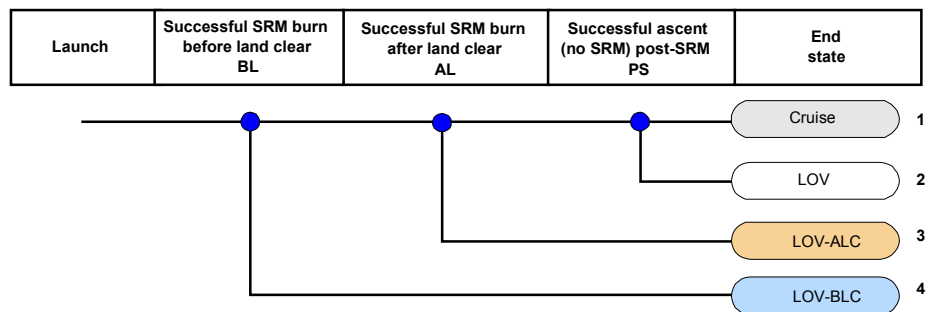 Launch
Successful SRM burn
before land clear
BL
Successful SRM burn
after land clear
AL
Successful ascent
(no SRM) post-SRM
PS
End
state
Cruise
1
LOV
2
LOV-ALC
3
LOV-BLC
4